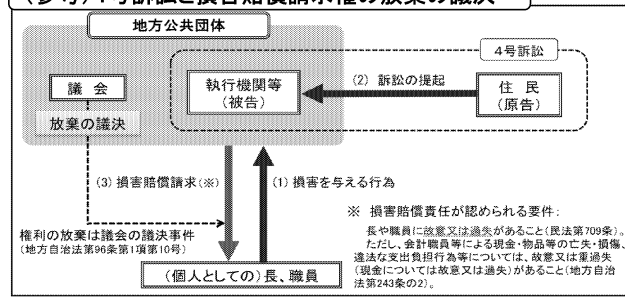 (参考)4号訴訟と損害賠償請求権の放棄の議決
地方公共団体
4号訴訟
議 会
放棄の議決
執行機関等
(被告)
(2) 訴訟の提起
住 民
(原告)
(3) 損害賠償請求(※)
(1) 損害を与える行為
権利の放棄は議会の議決事件
(地方自治法第96条第1項第10号)
(個人としての)長、職員
※ 損害賠償責任が認められる要件:
長や職員に故意又は過失があること(民法第709条)。
ただし、会計職員等による現金・物品等の亡失・損傷、
違法な支出負担行為等については、故意又は重過失
(現金については故意又は過失)があること(地方自治
法第243条の2)。